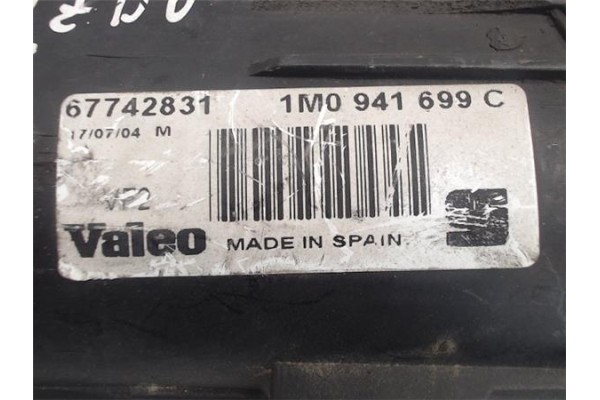 67742831 1M0 941 699 C
17/07/04 M
Valeo MADE IN SPAIN